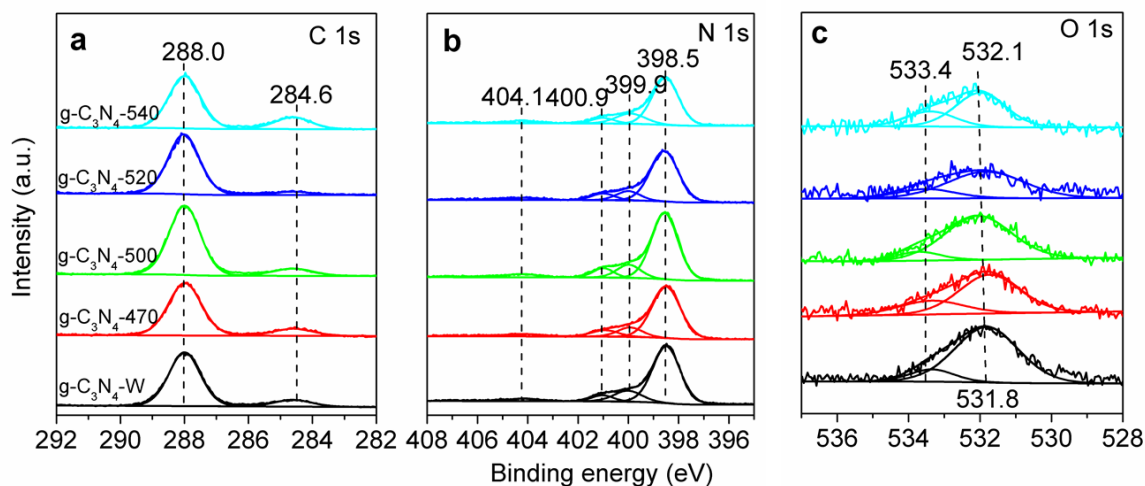 a
C 1s
288.0
284.6
g-C₃N₄-540
g-C₃N₄-520
g-C₃N₄-500
g-C₃N₄-470
g-C₃N₄-W
292 290 288 286 284 282
b
N 1s
398.5
399.9
400.9
404.1
408 406 404 402 400 398 396
c
O 1s
532.1
533.4
531.8
536 534 532 530 528
Intensity (a.u.)
Binding energy (eV)